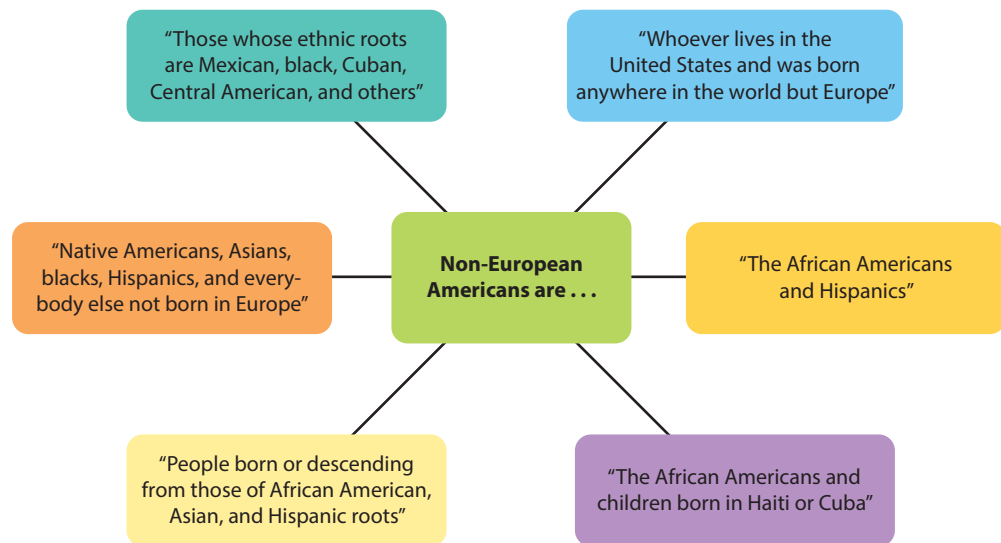 “Those whose ethnic roots
are Mexican, black, Cuban,
Central American, and others”
“Whoever lives in the
United States and was born
anywhere in the world but Europe”
“Native Americans, Asians,
blacks, Hispanics, and every-
body else not born in Europe”
Non-European
Americans are . . .
“The African Americans
and Hispanics”
“People born or descending
from those of African American,
Asian, and Hispanic roots”
“The African Americans and
children born in Haiti or Cuba”